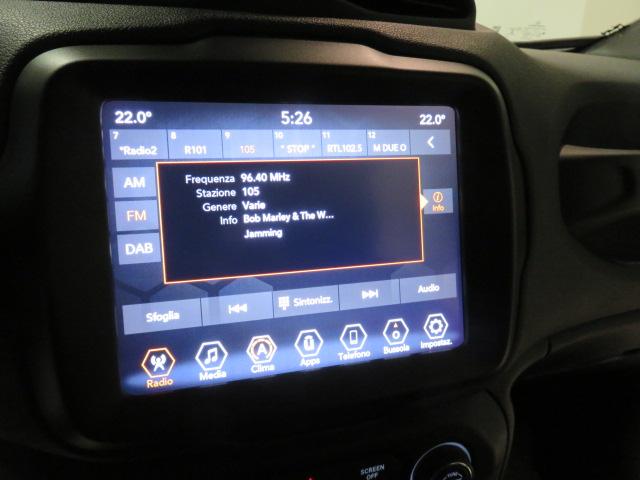 22.0° 5:26 22.0°
7 8 9 10 11 12
"Radio2 R101 105 " STOP " RTL102.5 M DUE O
AM
FM
DAB
Frequenza 96.40 MHz
Stazione 105
Genere Varie
Info Bob Marley & The W...
Jamming
Info
Sfoglia Sintonizz. Audio
Radio Media Clima Apps Telefono Bussola Impostaz.
SCREEN
OFF